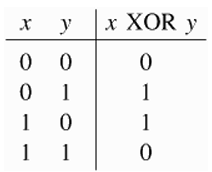 x y x XOR y
0 0 0
0 1 1
1 0 1
1 1 0